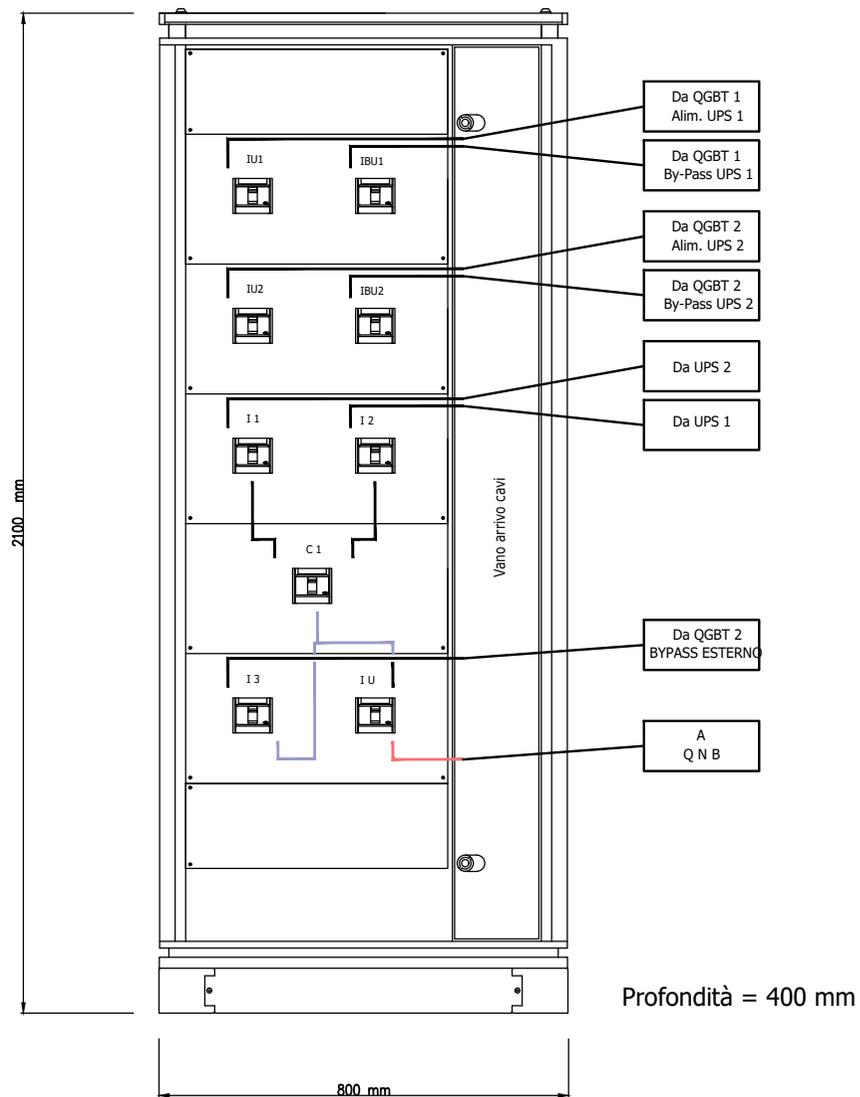 Da QGBT 1
Alim. UPS 1
IU1
IBU1
Da QGBT 1
By-Pass UPS 1
Da QGBT 2
Alim. UPS 2
IU2
IBU2
Da QGBT 2
By-Pass UPS 2
Da UPS 2
I 1
I 2
Da UPS 1
2100 mm
Vano arrivo cavi
C 1
Da QGBT 2
BYPASS ESTERNO
I 3
I U
A
Q N B
Profondità = 400 mm
800 mm